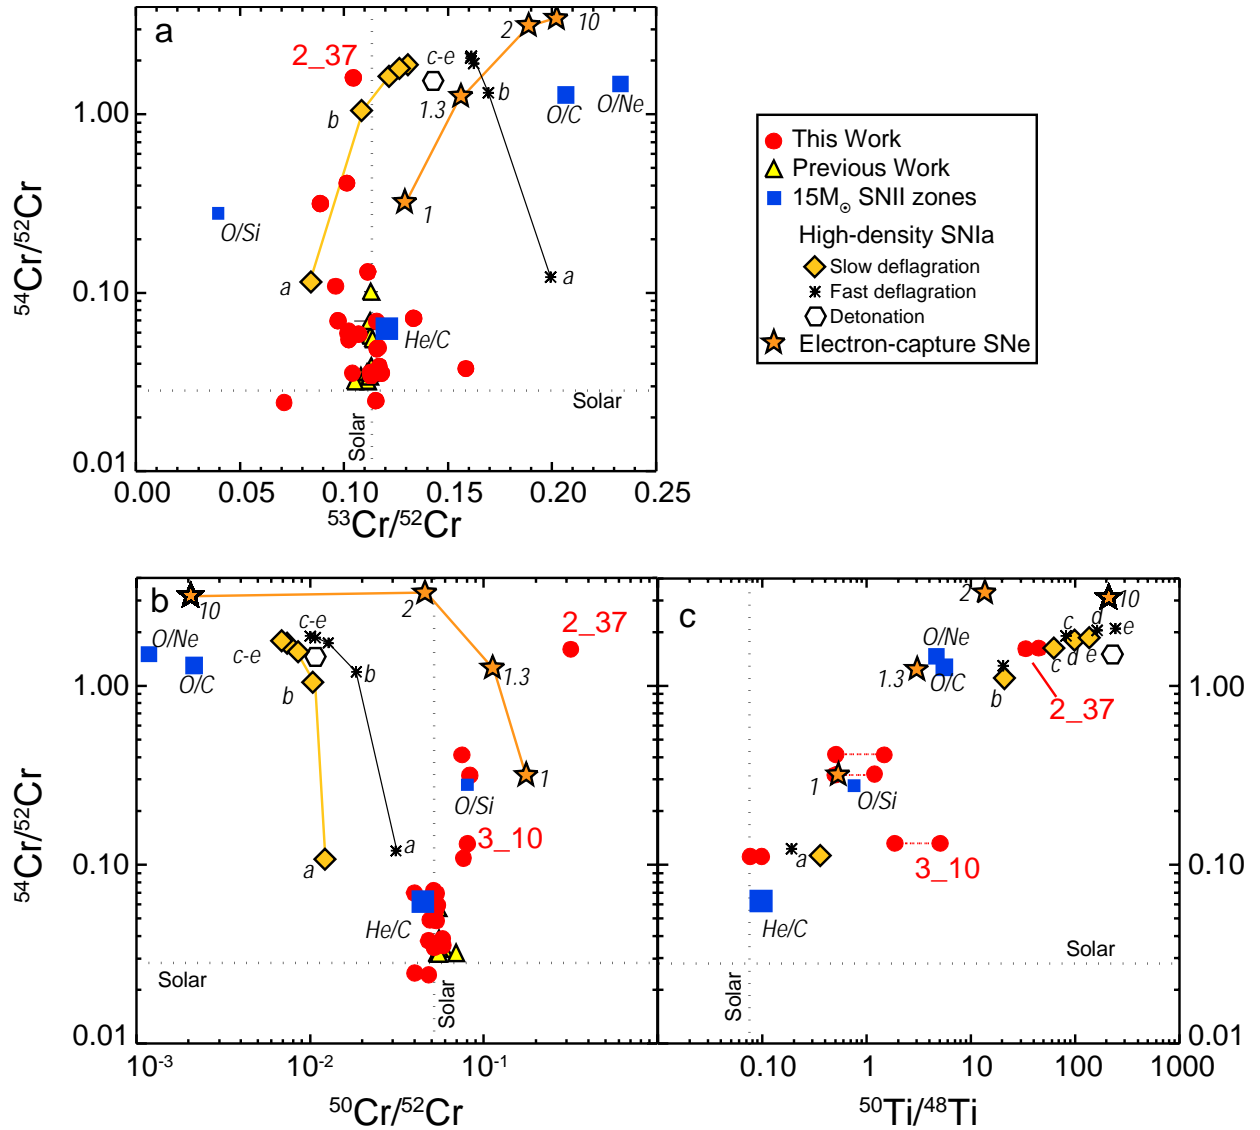 a
2_37
c-e
2
10
b
b
1.3
O/C
O/Ne
1
O/Si
a
a
He/C
Solar
Solar
1.00
0.10
0.01
0.00
0.05
0.10
0.15
0.20
0.25
⁵⁴Cr/⁵²Cr
⁵³Cr/⁵²Cr
This Work
Previous Work
15M☉ SNII zones
High-density SNIa
Slow deflagration
Fast deflagration
Detonation
Electron-capture SNe
b
10
2
2_37
O/Ne
c-e
c-e
O/C
b
b
1.3
1
O/Si
3_10
a
a
He/C
Solar
Solar
1.00
0.10
0.01
10⁻³
10⁻²
10⁻¹
⁵⁴Cr/⁵²Cr
⁵⁰Cr/⁵²Cr
c
2
10
O/Ne
c
d
e
1.3
O/C
c
d
e
b
2_37
1
O/Si
a
3_10
He/C
Solar
Solar
1.00
0.10
0.01
0.10
1
10
100
1000
⁵⁰Ti/⁴⁸Ti